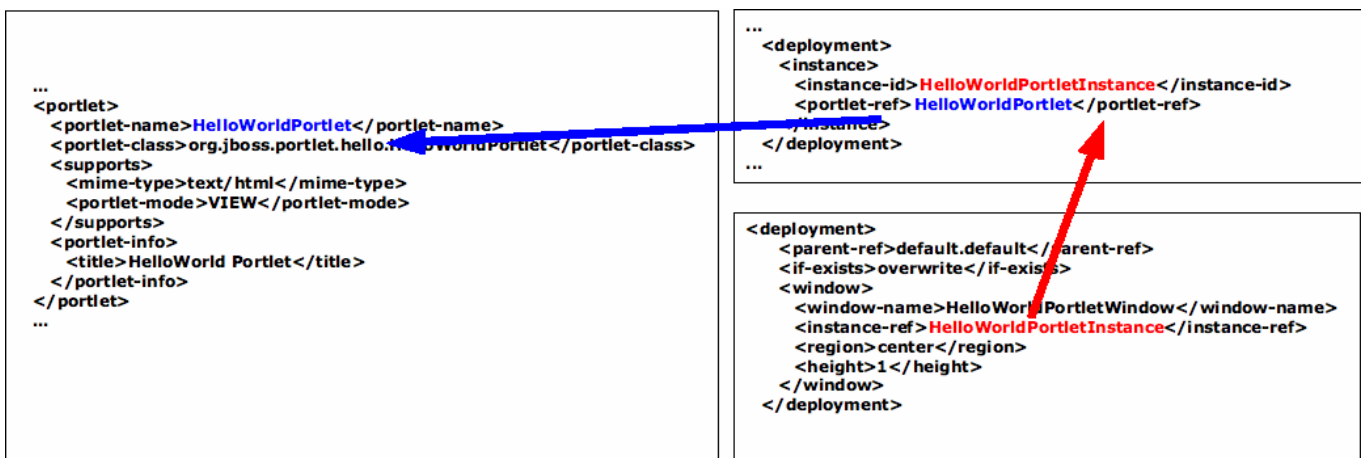 ...
<portlet>
<portlet-name>HelloWorldPortlet</portlet-name>
<portlet-class>org.jboss.portlet.hello.HelloWorldPortlet</portlet-class>
<supports>
<mime-type>text/html</mime-type>
<portlet-mode>VIEW</portlet-mode>
</supports>
<portlet-info>
<title>HelloWorld Portlet</title>
</portlet-info>
</portlet>
...
...
<deployment>
<instance>
<instance-id>HelloWorldPortletInstance</instance-id>
<portlet-ref>HelloWorldPortlet</portlet-ref>
</instance>
</deployment>
...
<deployment>
<parent-ref>default.default</parent-ref>
<if-exists>overwrite</if-exists>
<window>
<window-name>HelloWorldPortletWindow</window-name>
<instance-ref>HelloWorldPortletInstance</instance-ref>
<region>center</region>
<height>1</height>
</window>
</deployment>